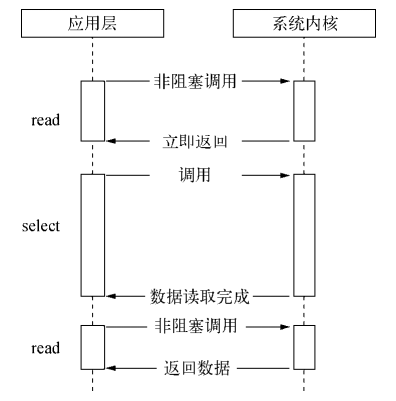 应用层
系统内核
非阻塞调用
read
立即返回
调用
select
数据读取完成
非阻塞调用
read
返回数据